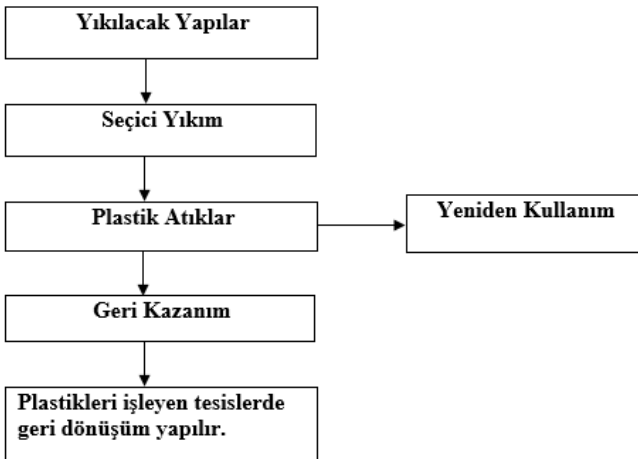 Yıkılacak Yapılar
Seçici Yıkım
Plastik Atıklar
Yeniden Kullanım
Geri Kazanım
Plastikleri işleyen tesislerde
geri dönüşüm yapılır.